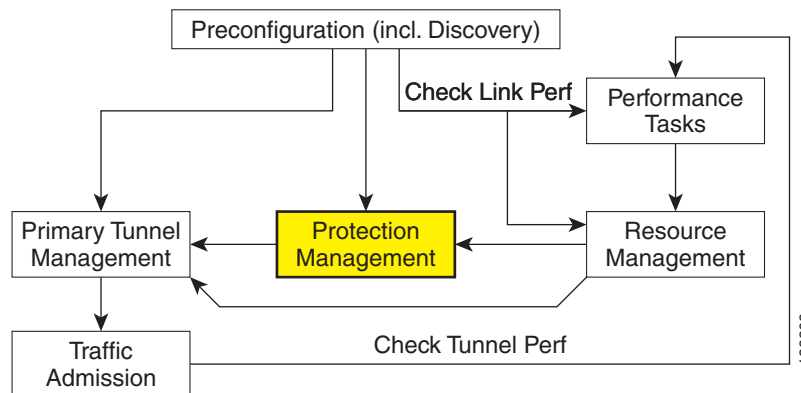 Preconfiguration (incl. Discovery)
Check Link Perf
Performance
Tasks
Primary Tunnel
Management
Protection
Management
Resource
Management
Traffic
Admission
Check Tunnel Perf